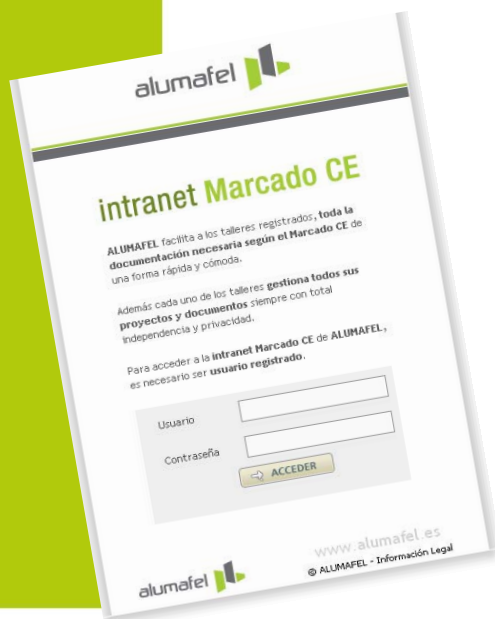 alumafel
intranet Marcado CE
ALUMAFEL facilita a los talleres registrados, toda la
documentación necesaria según el Marcado CE de
una forma rápida y cómoda.
Además cada uno de los talleres gestiona todos sus
proyectos y documentos siempre con total
independencia y privacidad.
Para acceder a la intranet Marcado CE de ALUMAFEL,
es necesario ser usuario registrado.
Usuario
Contraseña
ACCEDER
www.alumafel.es
alumafel
© ALUMAFEL - Información Legal